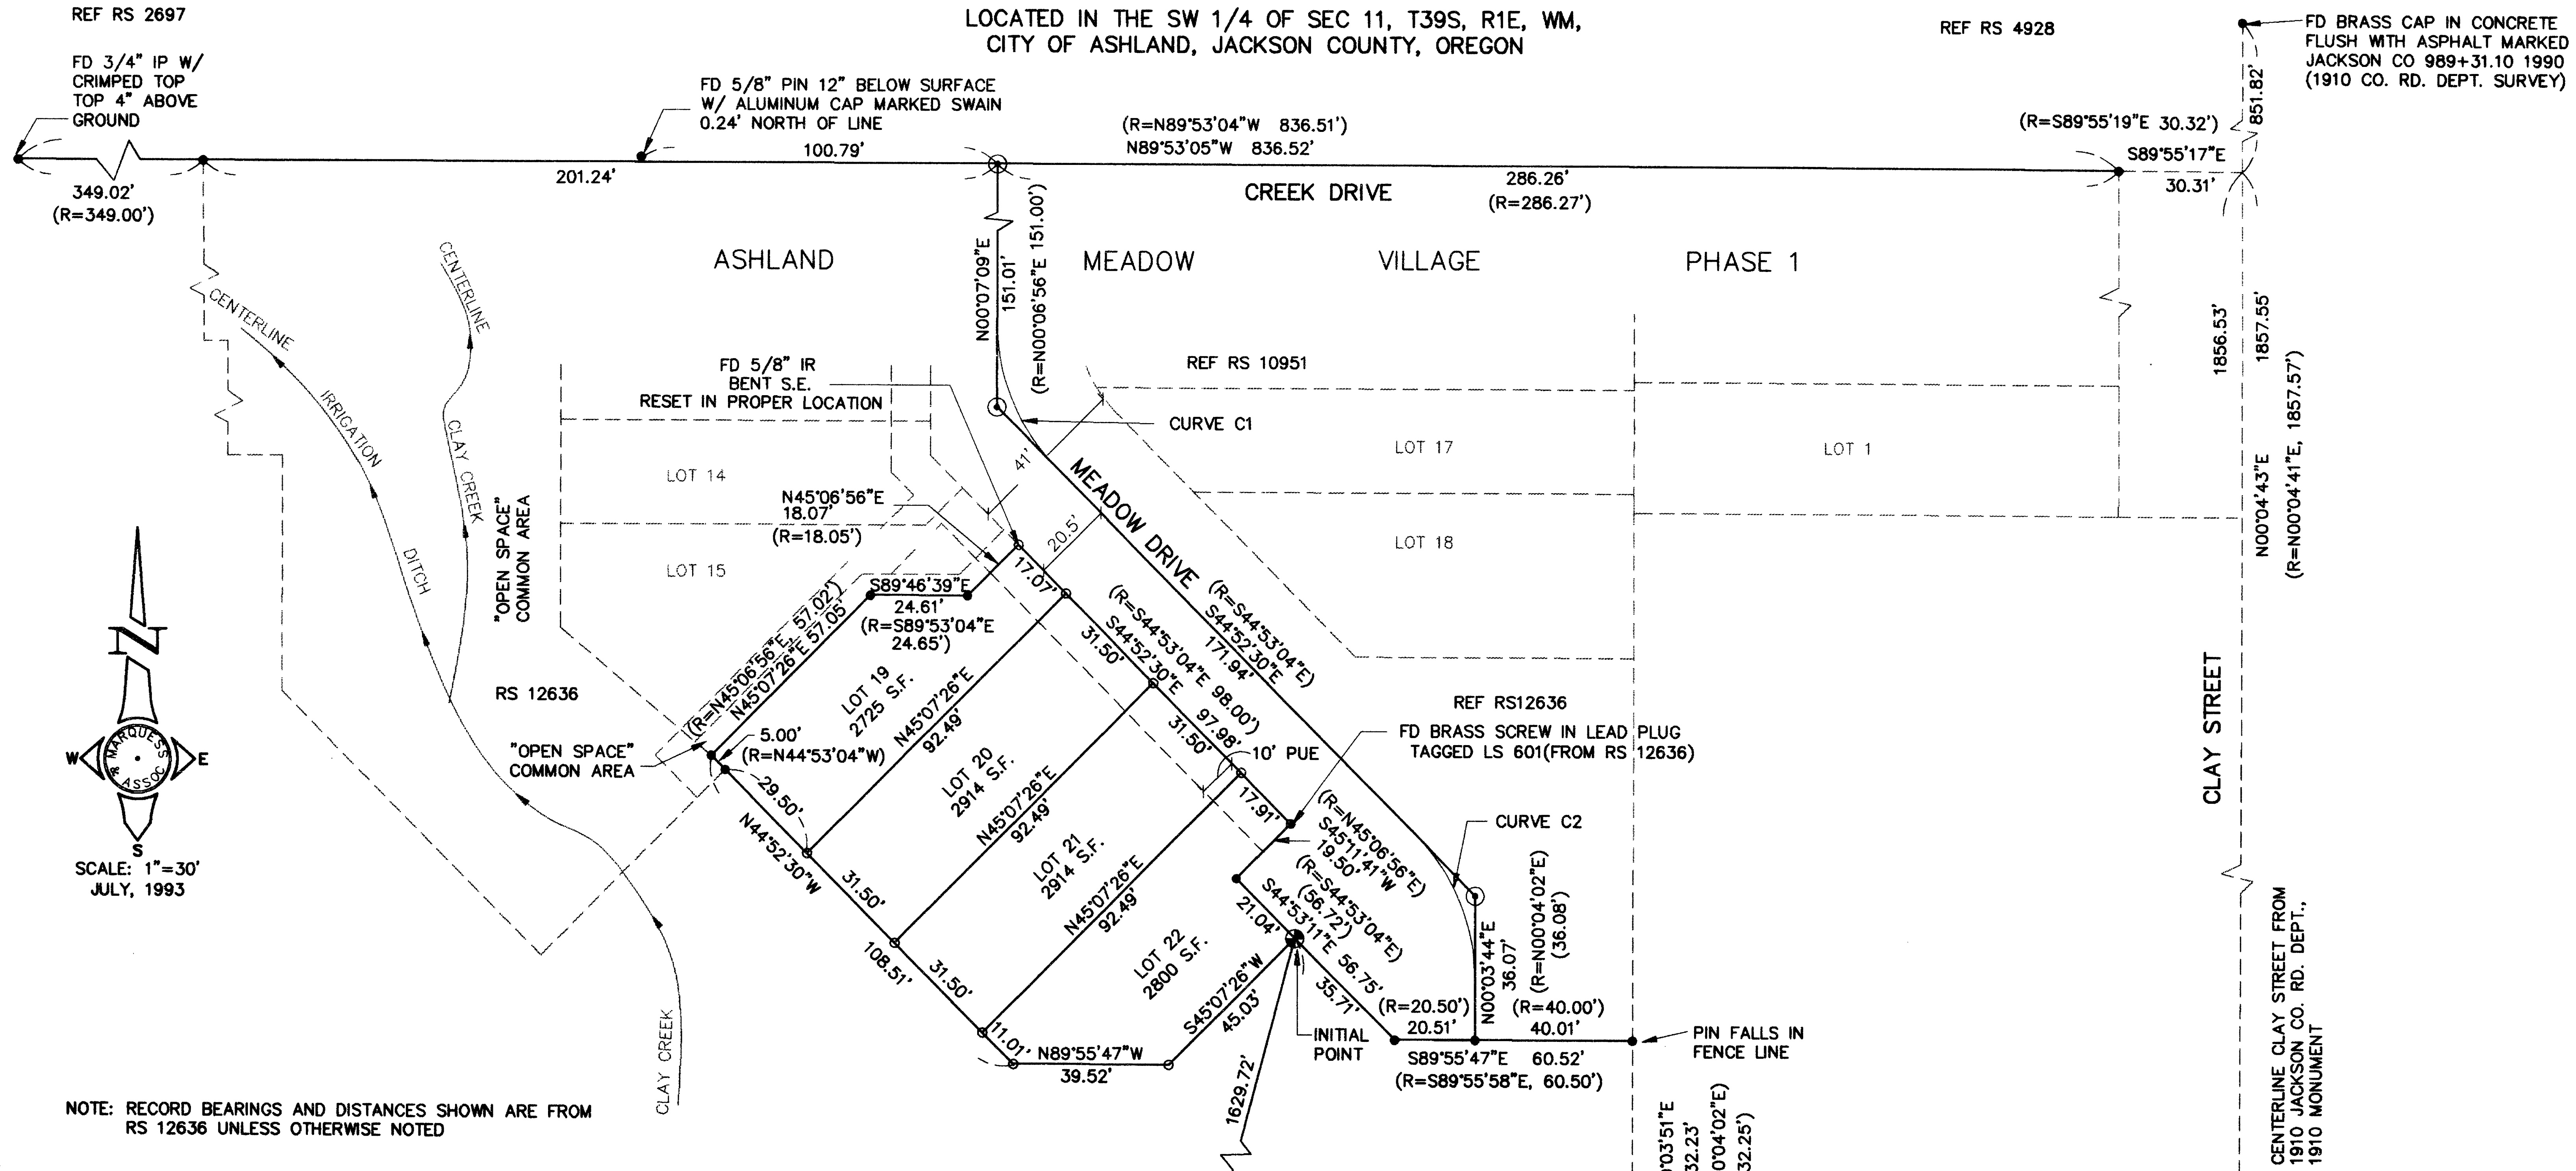 REF RS 2697
LOCATED IN THE SW 1/4 OF SEC 11, T39S, R1E, WM,
CITY OF ASHLAND, JACKSON COUNTY, OREGON
REF RS 4928
FD BRASS CAP IN CONCRETE
FLUSH WITH ASPHALT MARKED
JACKSON CO 989+31.10 1990
(1910 CO. RD. DEPT. SURVEY)
FD 3/4" IP W/
CRIMPED TOP
TOP 4" ABOVE
GROUND
FD 5/8" PIN 12" BELOW SURFACE
W/ ALUMINUM CAP MARKED SWAIN
0.24' NORTH OF LINE
851.82'
(R=N89°53'04"W 836.51')
N89°53'05"W 836.52'
(R=S89°55'19"E 30.32')
S89°55'17"E
30.31'
100.79'
349.02'
(R=349.00')
201.24'
CREEK DRIVE
286.26'
(R=286.27')
N00°07'09"E
151.01'
(R=N00°06'56"E 151.00')
ASHLAND MEADOW VILLAGE PHASE 1
CENTERLINE
CENTERLINE
IRRIGATION
DITCH
CLAY CREEK
1856.53'
1857.55'
N00°04'43"E
(R=N00°04'41"E, 1857.57')
FD 5/8" IR
BENT S.E.
RESET IN PROPER LOCATION
REF RS 10951
CURVE C1
LOT 17
LOT 1
41'
LOT 14
N45°06'56"E
18.07'
(R=18.05')
"OPEN SPACE"
COMMON AREA
LOT 15
LOT 18
MEADOW DRIVE
20.5'
17.07'
S89°46'39"E
24.61'
(R=S89°53'04"E
24.65')
(R=N45°06'56"E, 57.02')
N45°07'26"E 57.05'
(R=S44°53'04"E)
S44°52'30"E
171.94'
(R=S44°53'04"E 98.00')
S44°52'30"E
97.98'
31.50'
31.50'
10' PUE
17.91'
LOT 19
2725 S.F.
N45°07'26"E
92.49'
RS 12636
"OPEN SPACE"
COMMON AREA
5.00'
(R=N44°53'04"W)
REF RS12636
FD BRASS SCREW IN LEAD PLUG
TAGGED LS 601(FROM RS 12636)
CLAY STREET
LOT 20
2914 S.F.
N45°07'26"E
92.49'
29.50'
N44°52'30"W
N
W
E
S
MARQUESS
& ASSOC
SCALE: 1"=30'
JULY, 1993
LOT 21
2914 S.F.
N45°07'26"E
92.49'
31.50'
108.51'
31.50'
11.01'
(R=N45°06'56"E)
S45°11'41"W
19.50'
CURVE C2
(R=S44°53'04"E)
(56.72')
S44°53'11"E 56.75'
21.04'
35.71'
LOT 22
2800 S.F.
S45°07'26"W
45.03'
N00°03'44"E
36.07'
(R=N00°04'02"E)
(36.08')
INITIAL
POINT
(R=20.50')
20.51'
(R=40.00')
40.01'
S89°55'47"E 60.52'
(R=S89°55'58"E, 60.50')
PIN FALLS IN
FENCE LINE
N89°55'47"W
39.52'
1629.72'
CLAY CREEK
CENTERLINE CLAY STREET FROM
1910 JACKSON CO. RD. DEPT.,
1910 MONUMENT
NOTE: RECORD BEARINGS AND DISTANCES SHOWN ARE FROM
RS 12636 UNLESS OTHERWISE NOTED
°03'51"E
32.23'
0°04'02"E)
32.25')